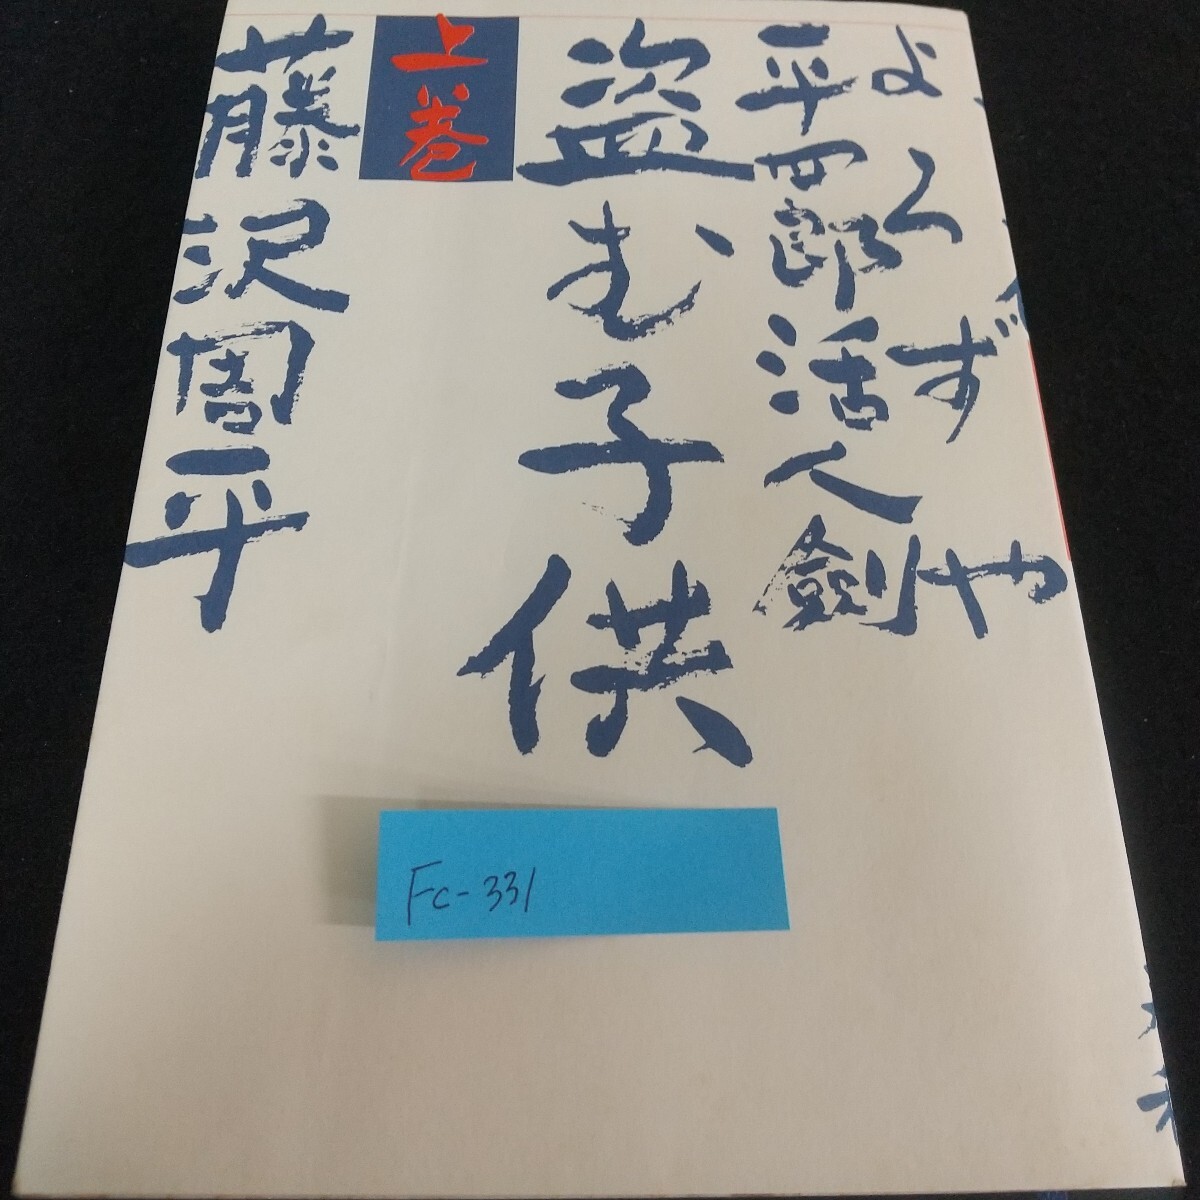 よろずや
平四郎活人剣
盗む子供
上巻
藤沢周平
Fc-331